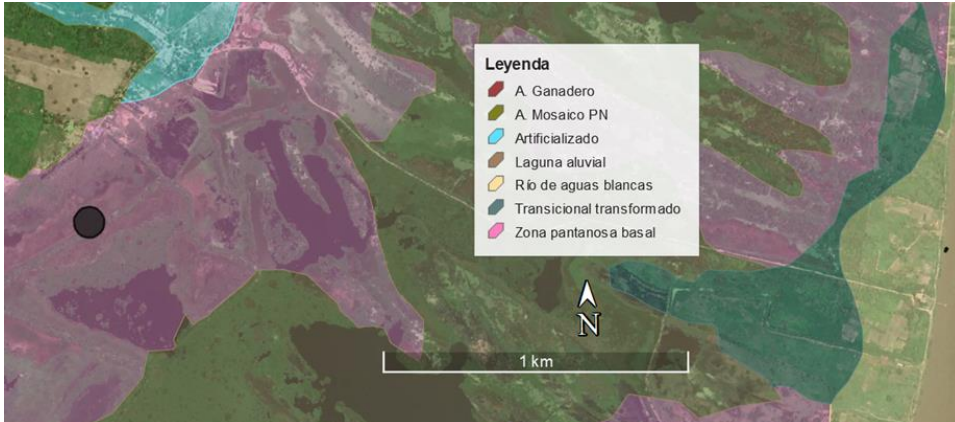 Leyenda
A. Ganadero
A. Mosaico PN
Artificializado
Laguna aluvial
Río de aguas blancas
Transicional transformado
Zona pantanosa basal
N
1 km